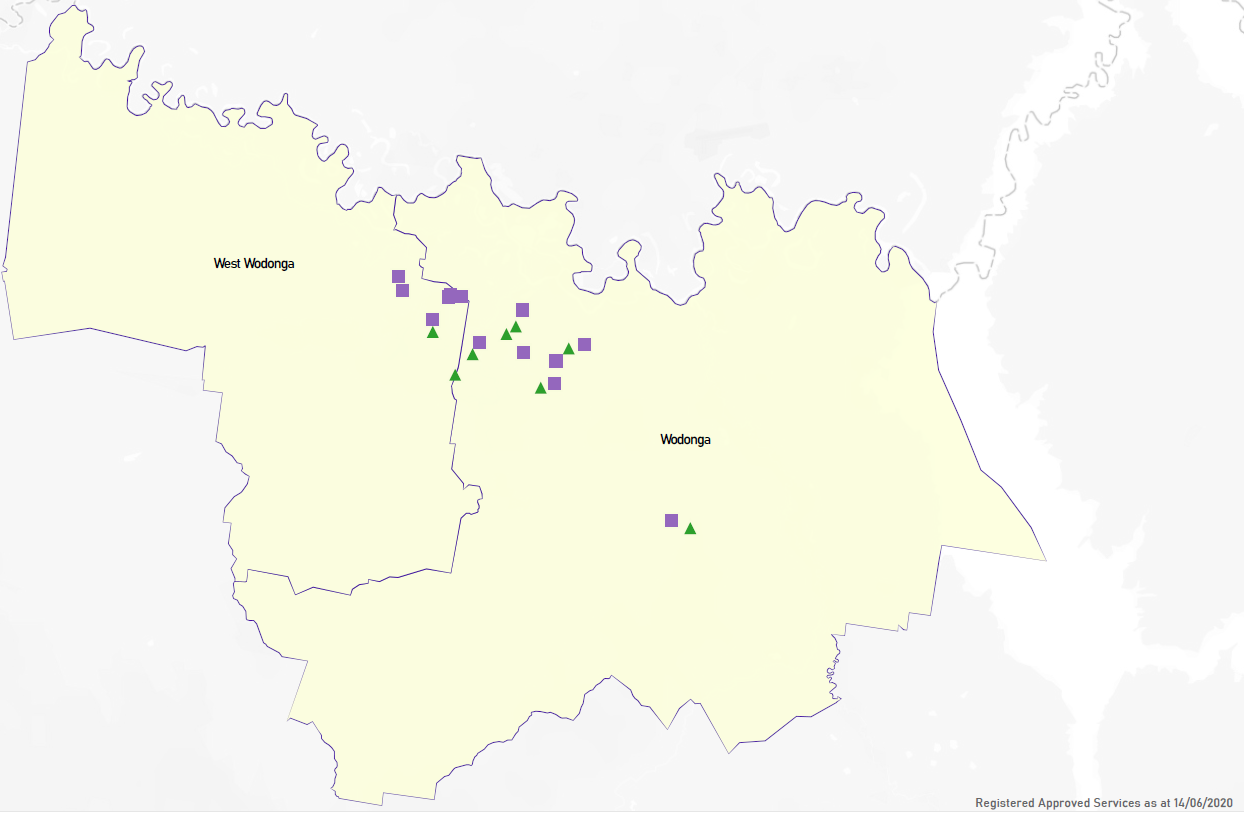 West Wodonga
Wodonga
Registered Approved Services as at 14/06/2020